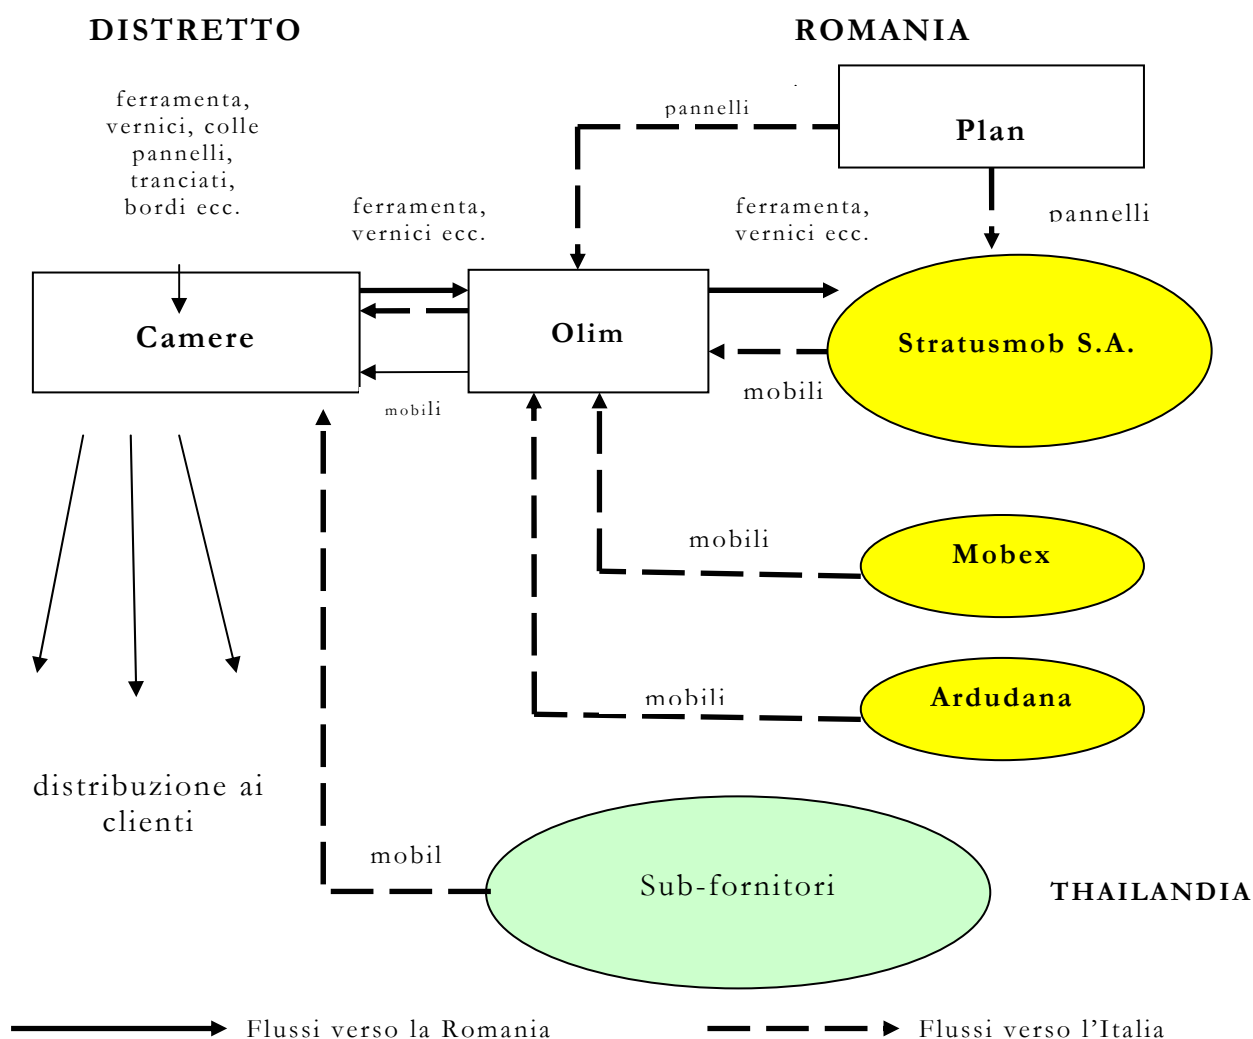 DISTRETTO
ROMANIA
ferramenta,
vernici, colle
pannelli,
tranciati,
bordi ecc.
pannelli
Plan
ferramenta,
vernici ecc.
ferramenta,
vernici ecc.
pannelli
Camere
Olim
Stratusmob S.A.
mobili
mobili
mobili
Mobex
mobili
Ardudana
distribuzione ai
clienti
mobil
Sub-fornitori
THAILANDIA
Flussi verso la Romania
Flussi verso l'Italia